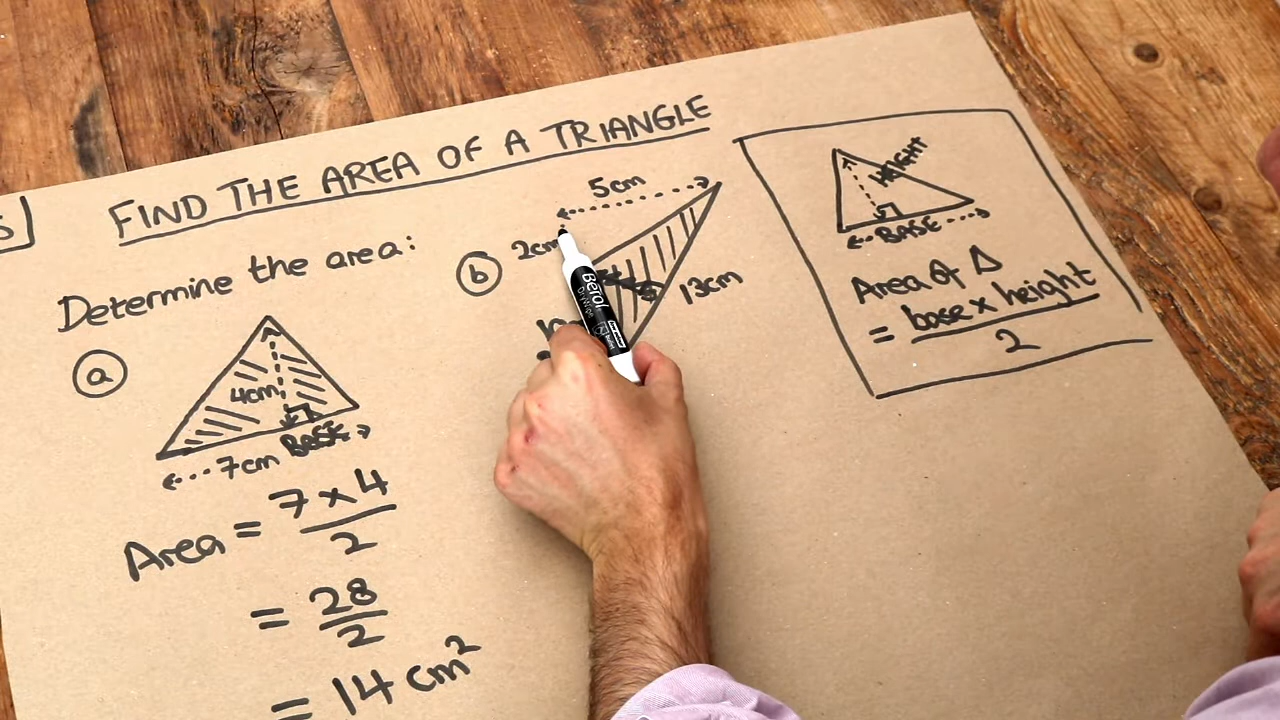 FIND THE AREA OF A TRIANGLE
Determine the area:
a
4cm
7cm BASE
Area = 7 x 4
2
= 28
2
= 14 cm²
b
5cm
2cm
13cm
Berol
HEIGHT
BASE
Area of Δ
= base x height
2